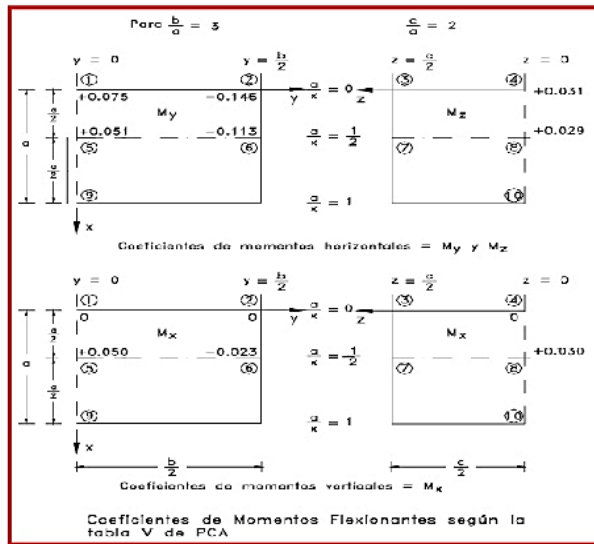 Para b/a = 3
c/a = 2
y = 0
y = b/2
z = c/2
z = 0
① ② a/x = 0 ③ ④
+0.075 -0.146 y z +0.031
My Mz
a/2
+0.051 -0.113 a/x = 1/2 +0.029
a
⑤ ⑥ ⑦ ⑧
a/2
⑨ a/x = 1 ⑩
x
Coeficientes de momentos horizontales = My y Mz
y = 0
y = b/2
z = c/2
z = 0
① ② a/x = 0 ③ ④
0 0 y z 0
Mx Mx
a/2
+0.050 -0.023 a/x = 1/2 +0.030
a
⑤ ⑥ ⑦ ⑧
a/2
⑨ a/x = 1 ⑩
x
b/2 c/2
Coeficientes de momentos verticales = Mx
Coeficientes de Momentos Flexionantes según la
tabla V de PCA